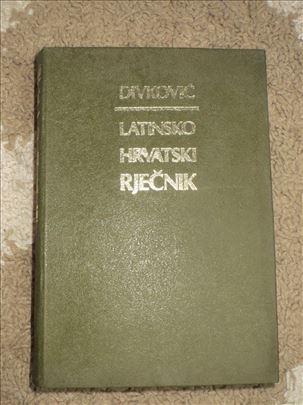 DIVKOVIĆ
LATINSKO
HRVATSKI
RJEČNIK